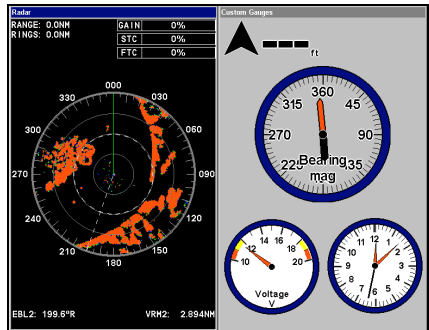 Radar
RANGE: 0.0NM
RINGS: 0.0NM
GAIN 0%
STC 0%
FTC 0%
000
030
060
090
120
150
180
210
240
270
300
330
EBL2: 199.6°R
VRM2: 2.894NM
Custom Gauges
--- ft
360
45
90
135
225
270
315
Bearing
mag
10
12
14
16
18
20
Voltage
V
12
1
2
3
4
5
6
7
8
9
10
11